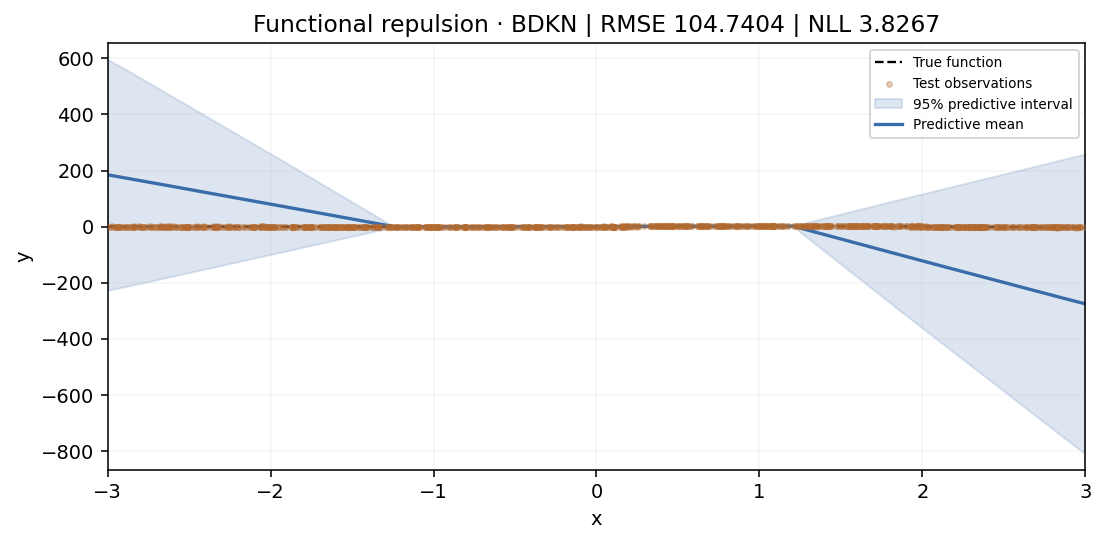 Functional repulsion · BDKN | RMSE 104.7404 | NLL 3.8267
True function
Test observations
95% predictive interval
Predictive mean
600
400
200
0
−200
−400
−600
−800
y
−3
−2
−1
0
1
2
3
x